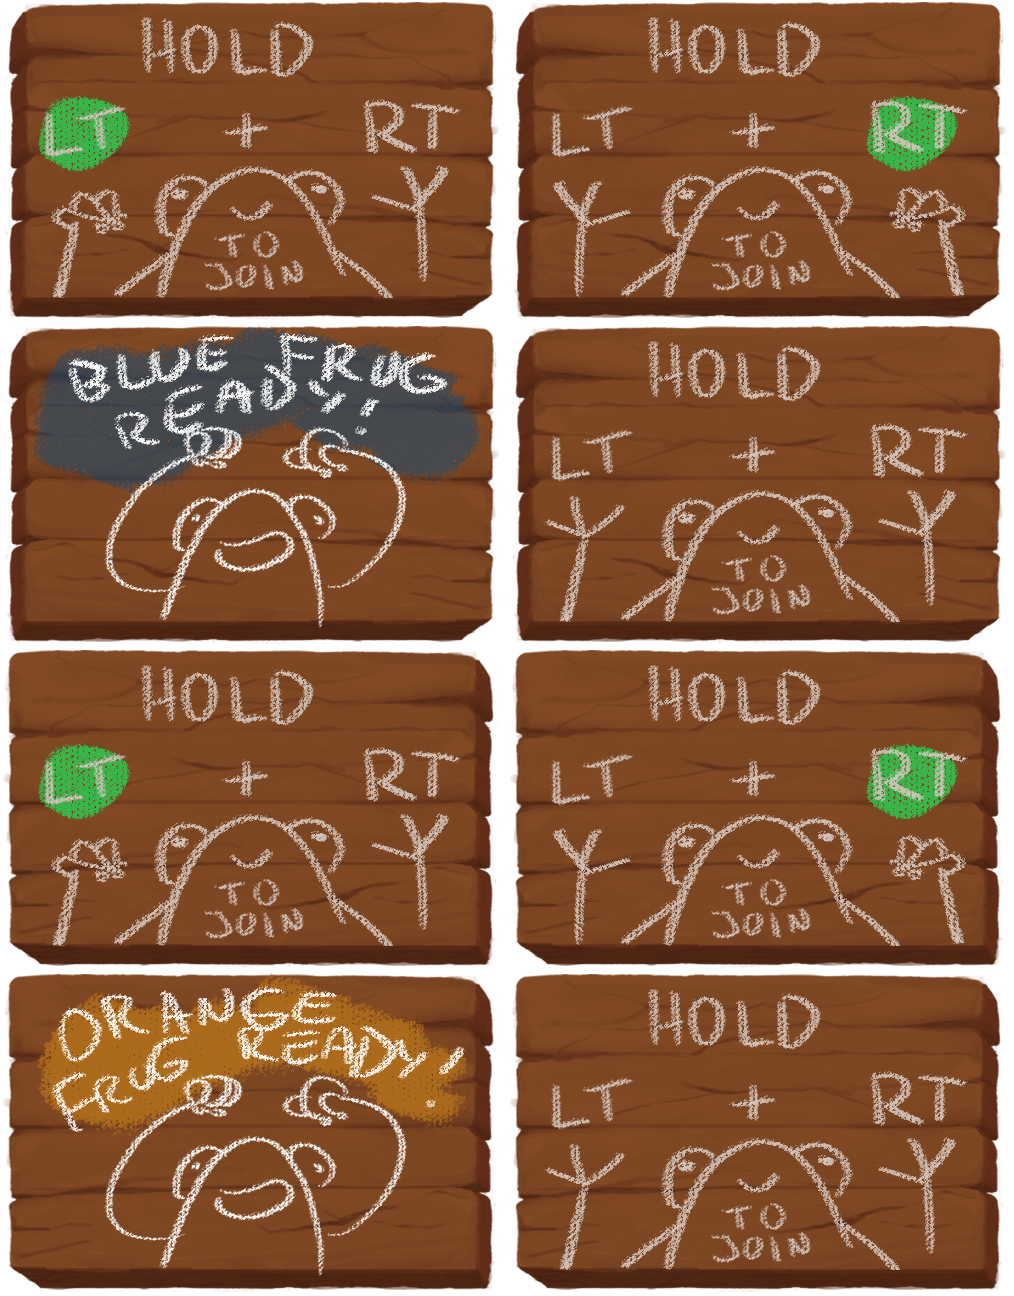 HOLD
LT + RT
TO
JOIN
HOLD
LT + RT
TO
JOIN
BLUE FRUG
READY!
HOLD
LT + RT
TO
JOIN
HOLD
LT + RT
TO
JOIN
HOLD
LT + RT
TO
JOIN
ORANGE
FRUG READY!
HOLD
LT + RT
TO
JOIN